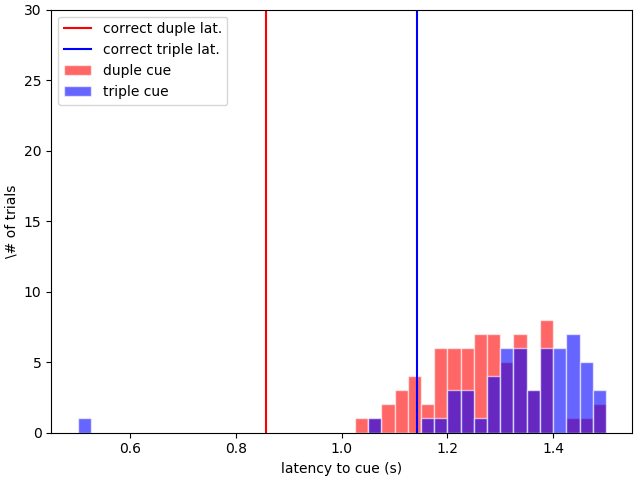 30
25
20
15
10
5
0
\# of trials
correct duple lat.
correct triple lat.
duple cue
triple cue
0.6 0.8 1.0 1.2 1.4
latency to cue (s)